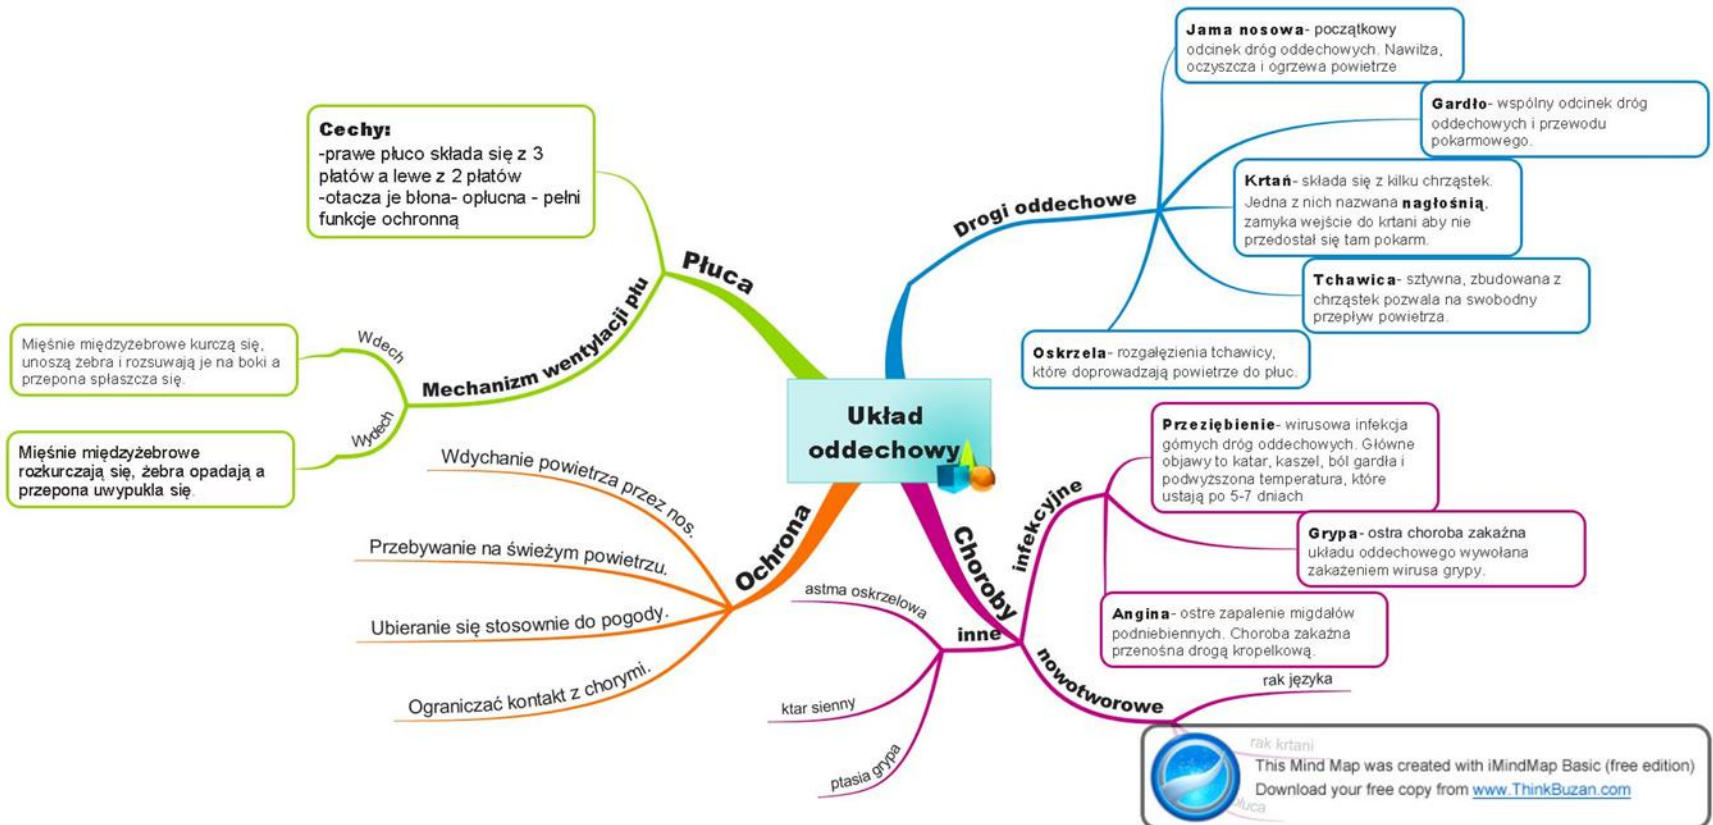 Układ
oddechowy
Drogi oddechowe
Jama nosowa- początkowy
odcinek dróg oddechowych. Nawilża,
oczyszcza i ogrzewa powietrze
Gardło- wspólny odcinek dróg
oddechowych i przewodu
pokarmowego.
Krtań- składa się z kilku chrząstek.
Jedna z nich nazwana nagłośnią,
zamyka wejście do krtani aby nie
przedostał się tam pokarm.
Tchawica- sztywna, zbudowana z
chrząstek pozwala na swobodny
przepływ powietrza.
Oskrzela- rozgałęzienia tchawicy,
które doprowadzają powietrze do płuc.
Choroby
infekcyjne
Przeziębienie- wirusowa infekcja
górnych dróg oddechowych. Główne
objawy to katar, kaszel, ból gardła i
podwyższona temperatura, które
ustają po 5-7 dniach
Grypa- ostra choroba zakaźna
układu oddechowego wywołana
zakażeniem wirusa grypy.
Angina- ostre zapalenie migdałów
podniebiennych. Choroba zakaźna
przenośna drogą kropelkową.
nowotworowe
rak języka
rak krtani
płuca
inne
astma oskrzelowa
ktar sienny
ptasia grypa
Ochrona
Wdychanie powietrza przez nos.
Przebywanie na świeżym powietrzu.
Ubieranie się stosownie do pogody.
Ograniczać kontakt z chorymi.
Płuca
Cechy:
-prawe płuco składa się z 3
płatów a lewe z 2 płatów
-otacza je błona- opłucna - pełni
funkcje ochronną
Mechanizm wentylacji płu
Wdech
Mięśnie międzyżebrowe kurczą się,
unoszą żebra i rozsuwają je na boki a
przepona spłaszcza się.
Wydech
Mięśnie międzyżebrowe
rozkurczają się, żebra opadają a
przepona uwypukla się.
This Mind Map was created with iMindMap Basic (free edition)
Download your free copy from www.ThinkBuzan.com